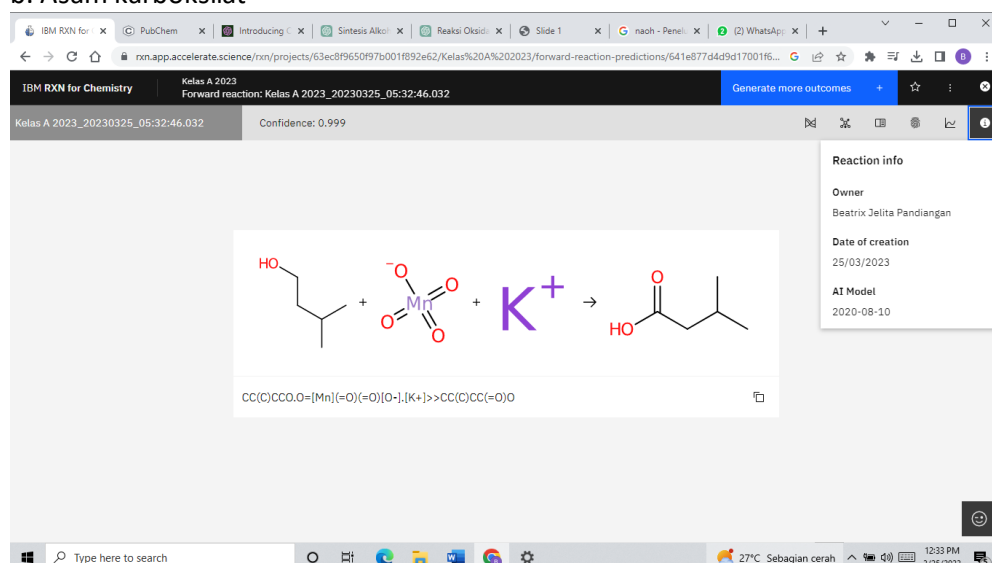 b. Asam karboksilat
IBM RXN for C
PubChem
Introducing C
Sintesis Alkoh
Reaksi Oksida
Slide 1
naoh - Penelu
(2) WhatsApp
rxn.app.accelerate.science/rxn/projects/63ec8f9650f97b001f892e62/Kelas%20A%202023/forward-reaction-predictions/641e877d4d9d17001f6...
IBM RXN for Chemistry
Kelas A 2023
Forward reaction: Kelas A 2023_20230325_05:32:46.032
Generate more outcomes +
Kelas A 2023_20230325_05:32:46.032
Confidence: 0.999
Reaction info
Owner
Beatrix Jelita Pandiangan
Date of creation
25/03/2023
AI Model
2020-08-10
HO
+
⁻O
Mn
O
O
O
+
K⁺
→
O
HO
CC(C)CCO.O=[Mn](=O)(=O)[O-].[K+]>>CC(C)CC(=O)O
Type here to search
27°C Sebagian cerah
12:33 PM